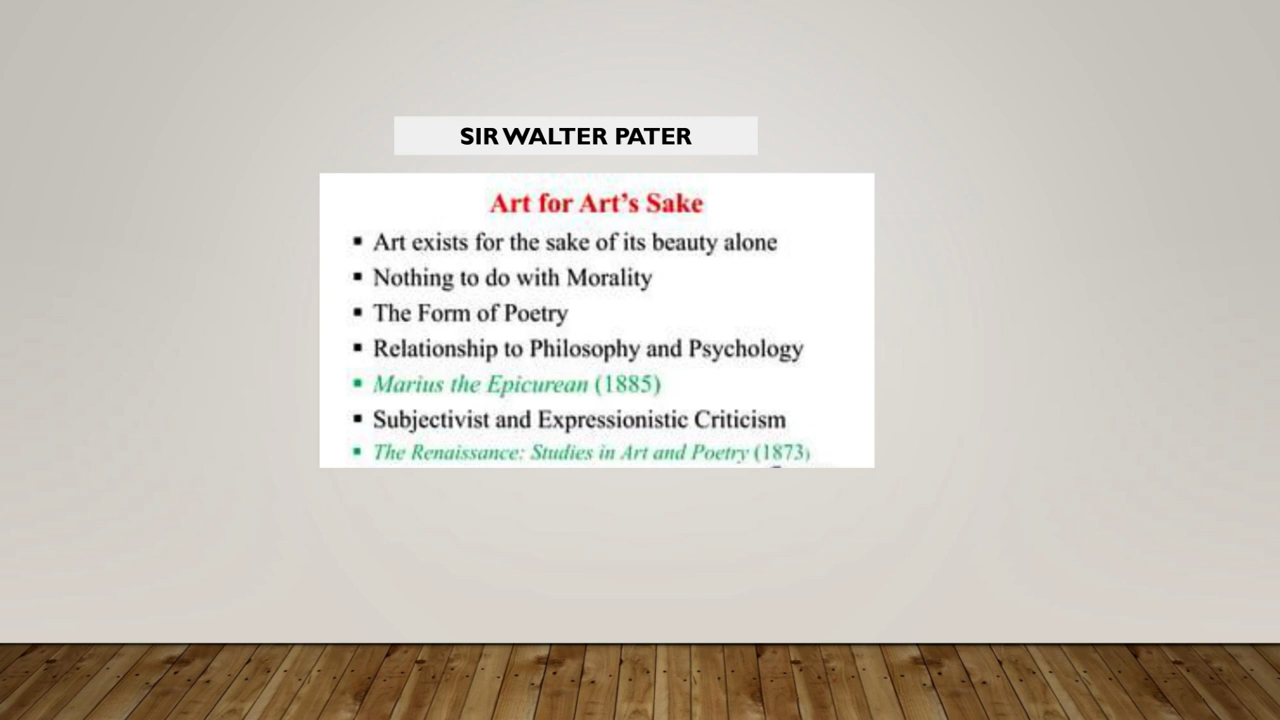 SIR WALTER PATER
Art for Art's Sake
▪ Art exists for the sake of its beauty alone
▪ Nothing to do with Morality
▪ The Form of Poetry
▪ Relationship to Philosophy and Psychology
▪ Marius the Epicurean (1885)
▪ Subjectivist and Expressionistic Criticism
▪ The Renaissance: Studies in Art and Poetry (1873)